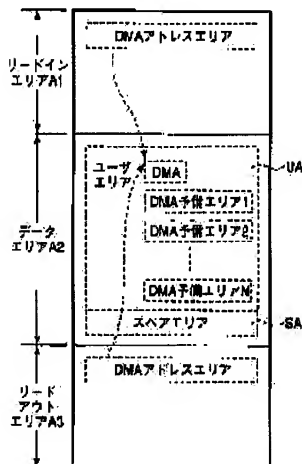 DMAアドレスエリア
リードイン
エリアA1
ユーザ
エリア
DMA
UA
DMA予備エリア1
DMA予備エリア2
データ
エリアA2
DMA予備エリアN
スペアエリア
SA
DMAアドレスエリア
リード
アウト
エリアA3